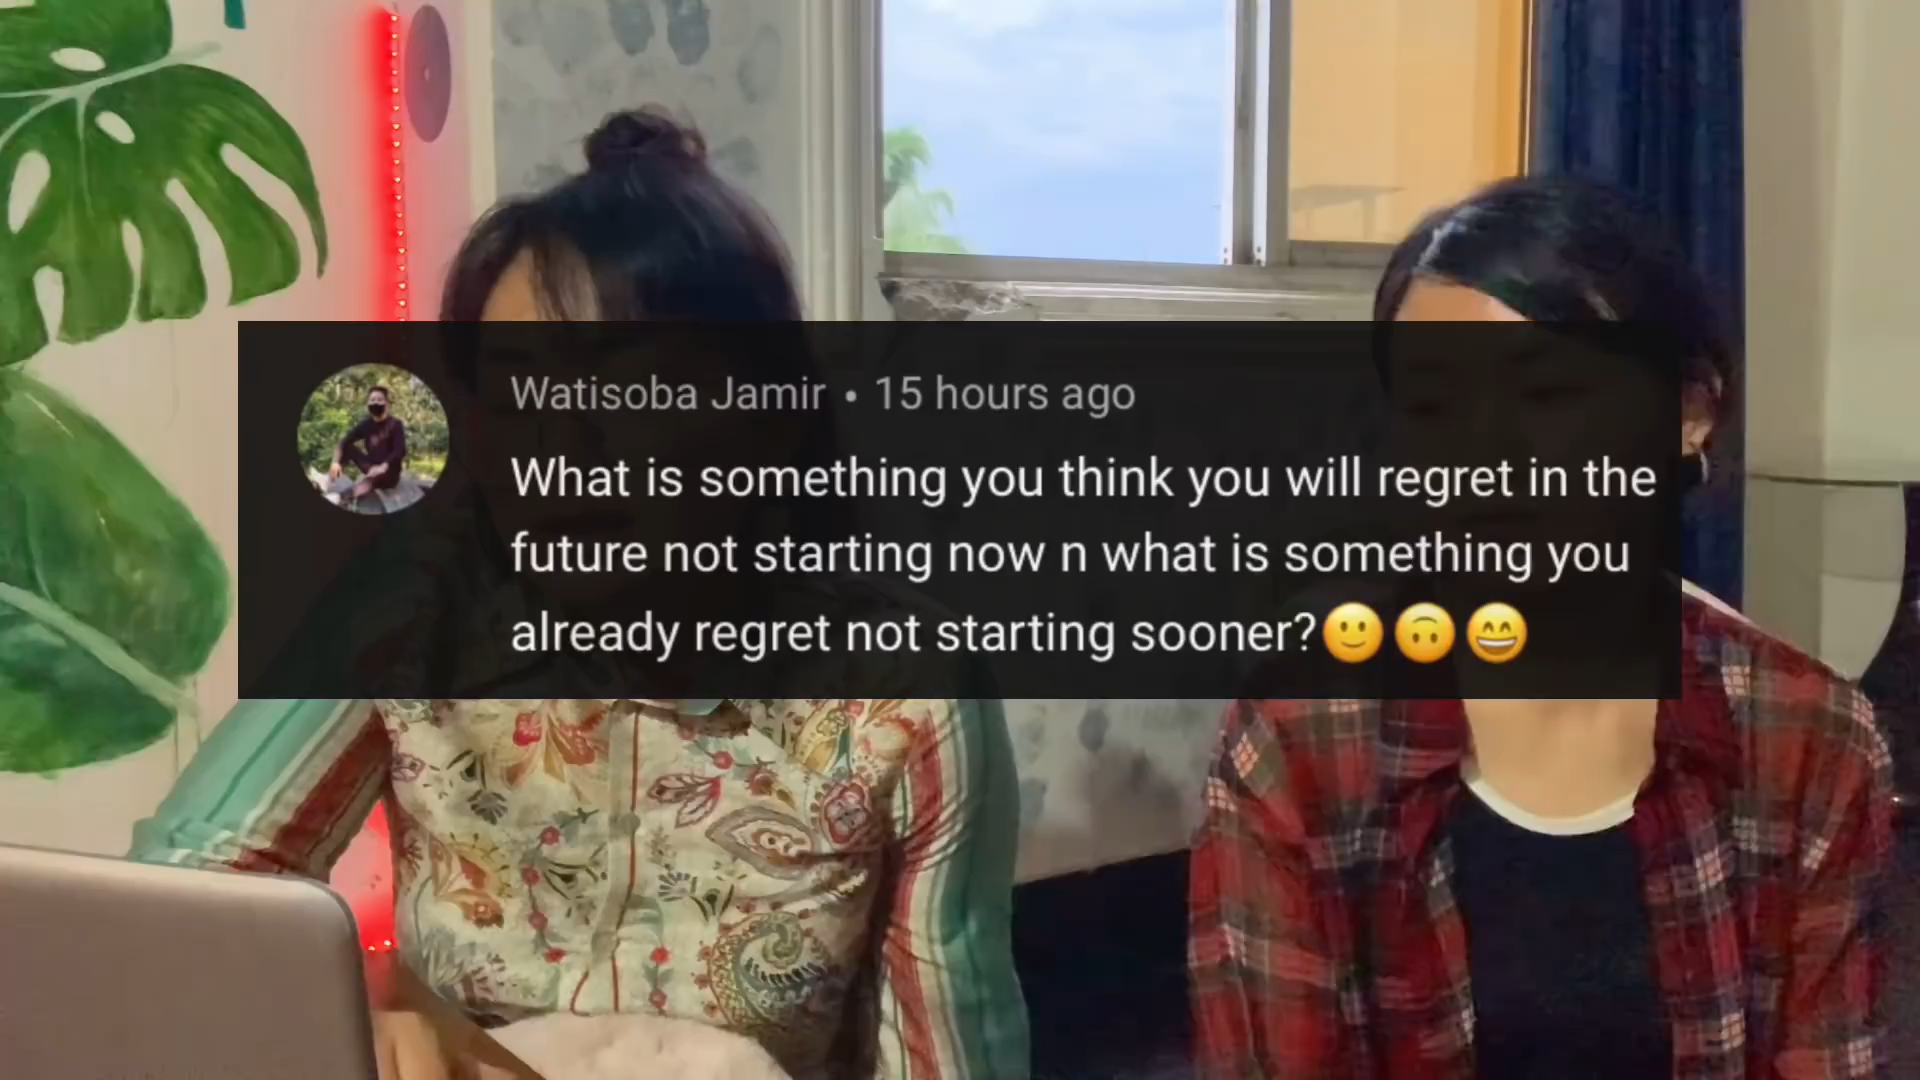 Watisoba Jamir • 15 hours ago
What is something you think you will regret in the
future not starting now n what is something you
already regret not starting sooner?🙂🙃😄